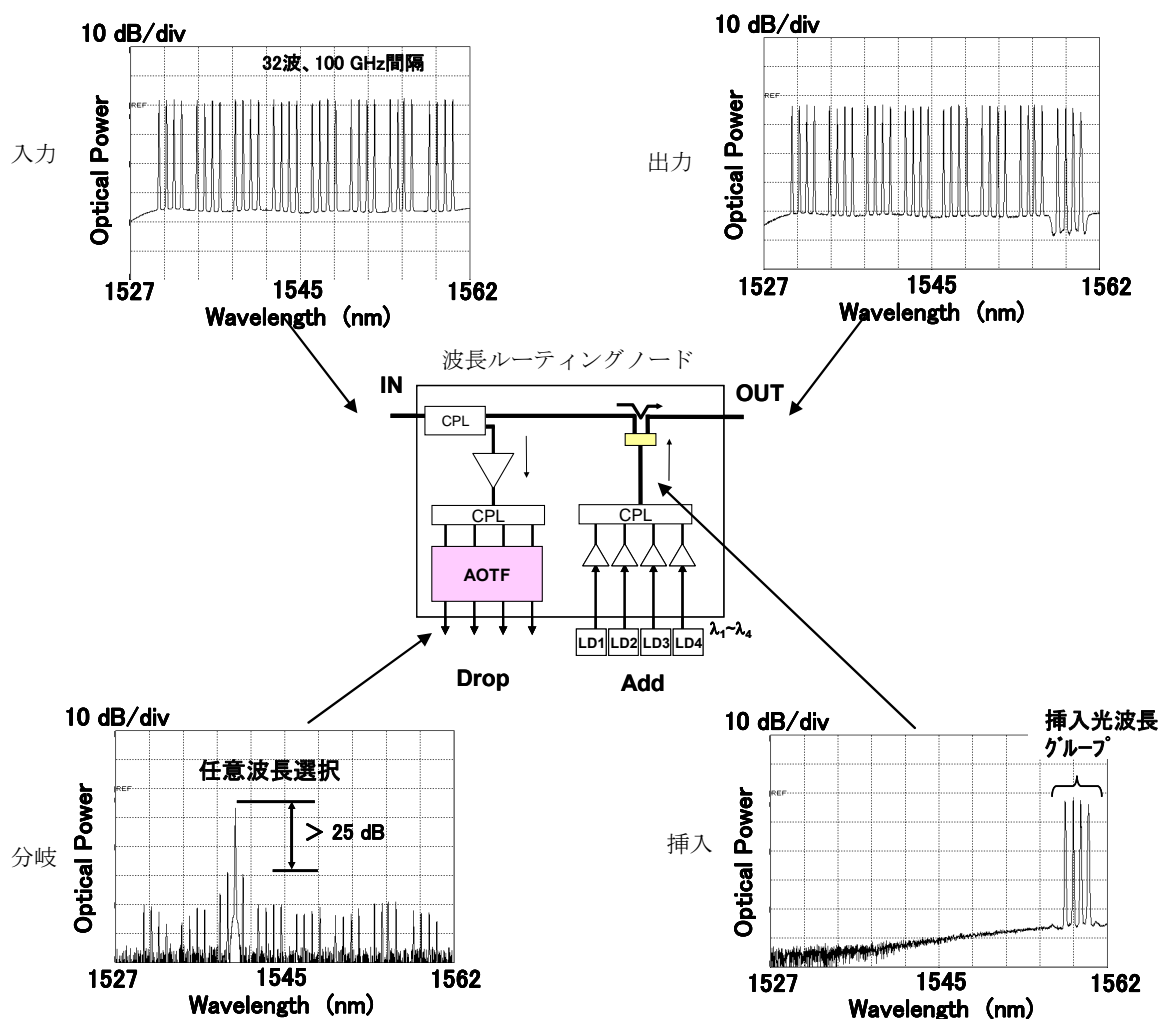 10 dB/div
32波、100 GHz間隔
REF
入力
Optical Power
1527
1545
1562
Wavelength (nm)
10 dB/div
REF
出力
Optical Power
1527
1545
1562
Wavelength (nm)
波長ルーティングノード
IN
OUT
CPL
CPL
CPL
AOTF
LD1
LD2
LD3
LD4
λ₁~λ₄
Drop
Add
10 dB/div
任意波長選択
REF
> 25 dB
分岐
Optical Power
1527
1545
1562
Wavelength (nm)
10 dB/div
挿入光波長
グループ
REF
挿入
Optical Power
1527
1545
1562
Wavelength (nm)